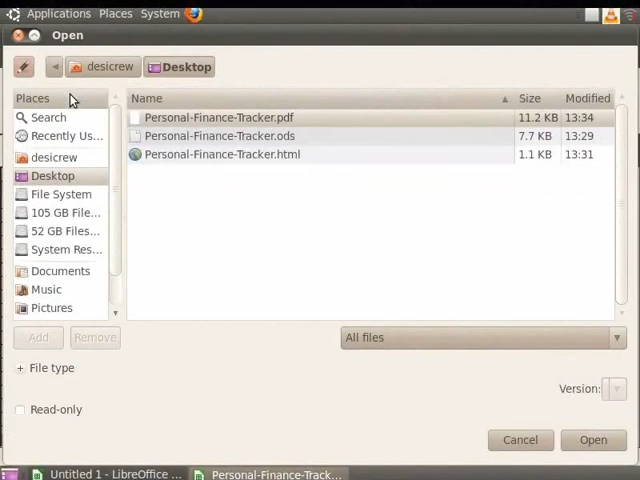 Applications Places System
Open
desicrew Desktop
Places
Search
Recently Us...
desicrew
Desktop
File System
105 GB File...
52 GB Files...
System Res...
Documents
Music
Pictures
Name Size Modified
Personal-Finance-Tracker.pdf 11.2 KB 13:34
Personal-Finance-Tracker.ods 7.7 KB 13:29
Personal-Finance-Tracker.html 1.1 KB 13:31
Add Remove All files
File type
Version:
Read-only
Cancel Open
Untitled 1 - LibreOffice ... Personal-Finance-Track...